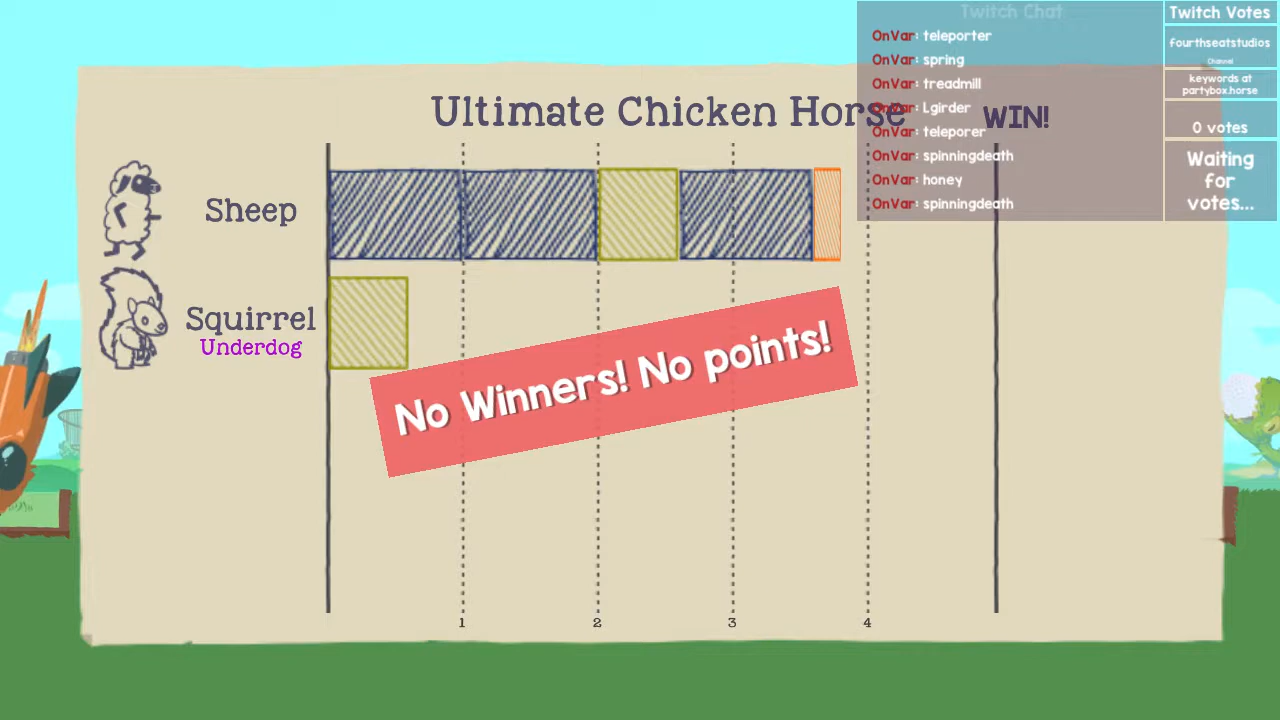 Twitch Chat
OnVar: teleporter
OnVar: spring
OnVar: treadmill
OnVar: Lgirder
OnVar: teleporer
OnVar: spinningdeath
OnVar: honey
OnVar: spinningdeath
Twitch Votes
fourthseatstudios
Channel
keywords at
partybox.horse
0 votes
Waiting
for
votes...
Ultimate Chicken Horse
WIN!
Sheep
Squirrel
Underdog
No Winners! No points!
1 2 3 4